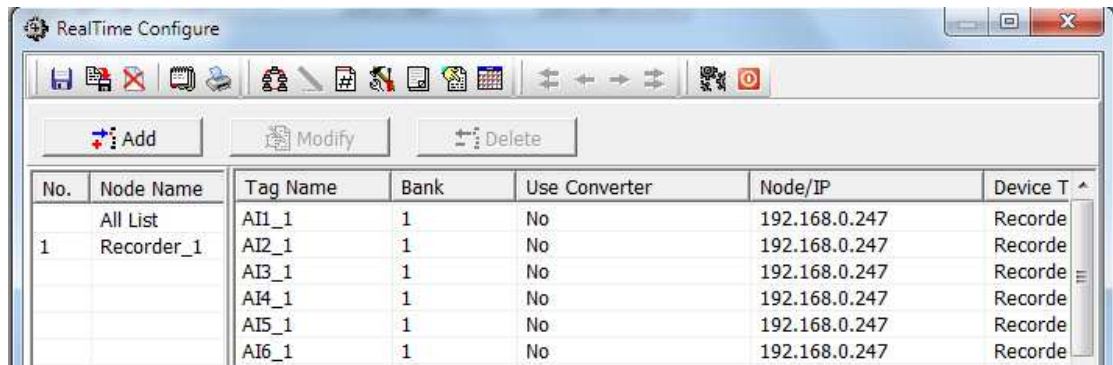 RealTime Configure
Add Modify Delete
No. Node Name Tag Name Bank Use Converter Node/IP Device T
All List AI1_1 1 No 192.168.0.247 Recorde
1 Recorder_1 AI2_1 1 No 192.168.0.247 Recorde
AI3_1 1 No 192.168.0.247 Recorde
AI4_1 1 No 192.168.0.247 Recorde
AI5_1 1 No 192.168.0.247 Recorde
AI6_1 1 No 192.168.0.247 Recorde